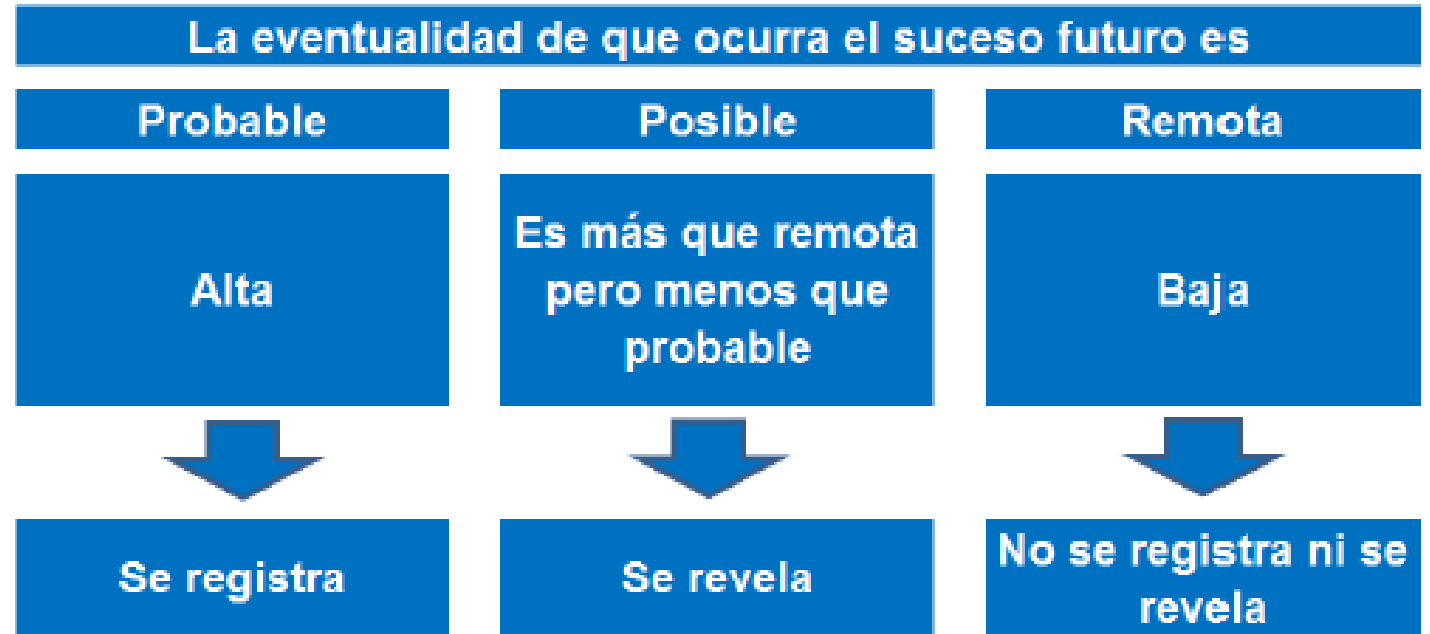 La eventualidad de que ocurra el suceso futuro es
Probable
Posible
Remota
Alta
Es más que remota
pero menos que
probable
Baja
Se registra
Se revela
No se registra ni se
revela